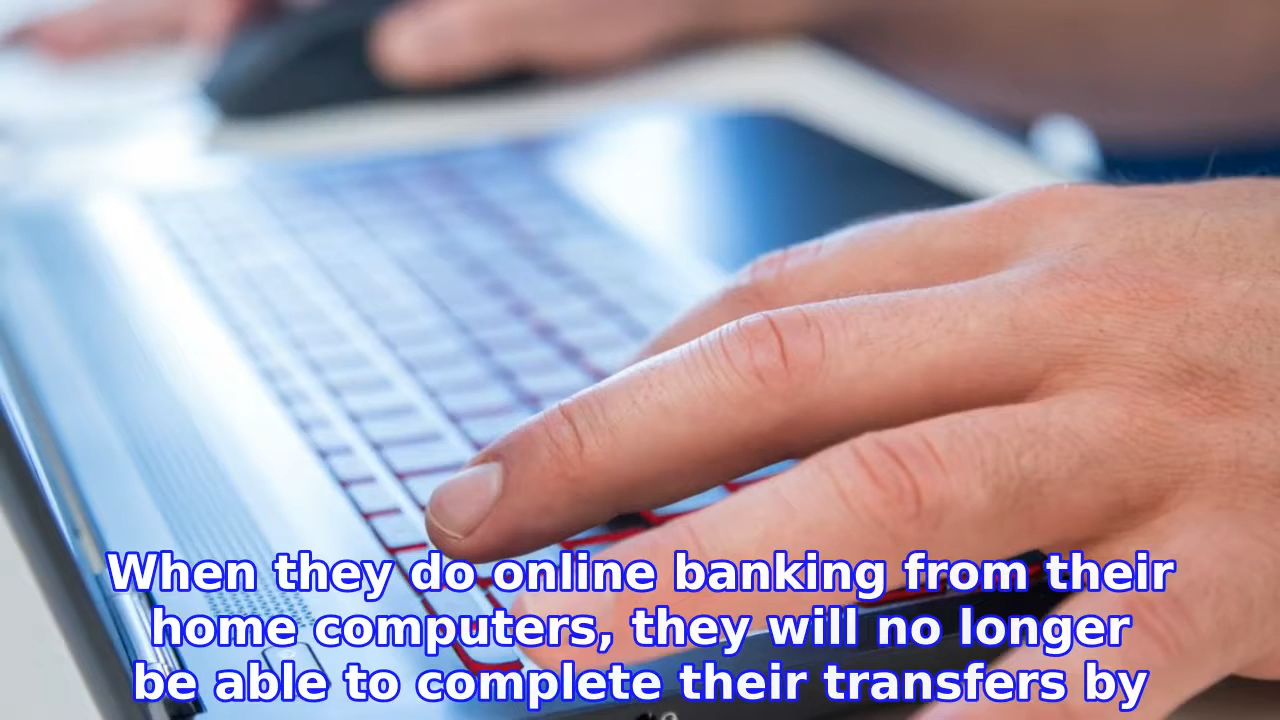 When they do online banking from their
home computers, they will no longer
be able to complete their transfers by